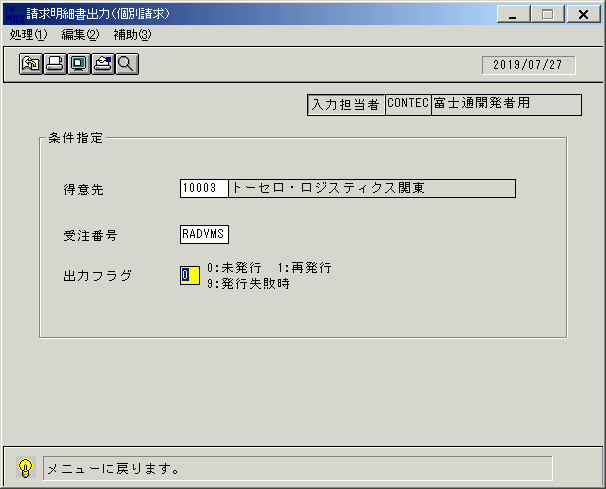 請求明細書出力(個別請求)
処理(1) 編集(2) 補助(3)
2019/07/27
入力担当者 CONTEC 富士通開発者用
条件指定
得意先 10003 トーセロ・ロジスティクス関東
受注番号 RADVMS
出力フラグ 0 0:未発行 1:再発行
9:発行失敗時
メニューに戻ります。